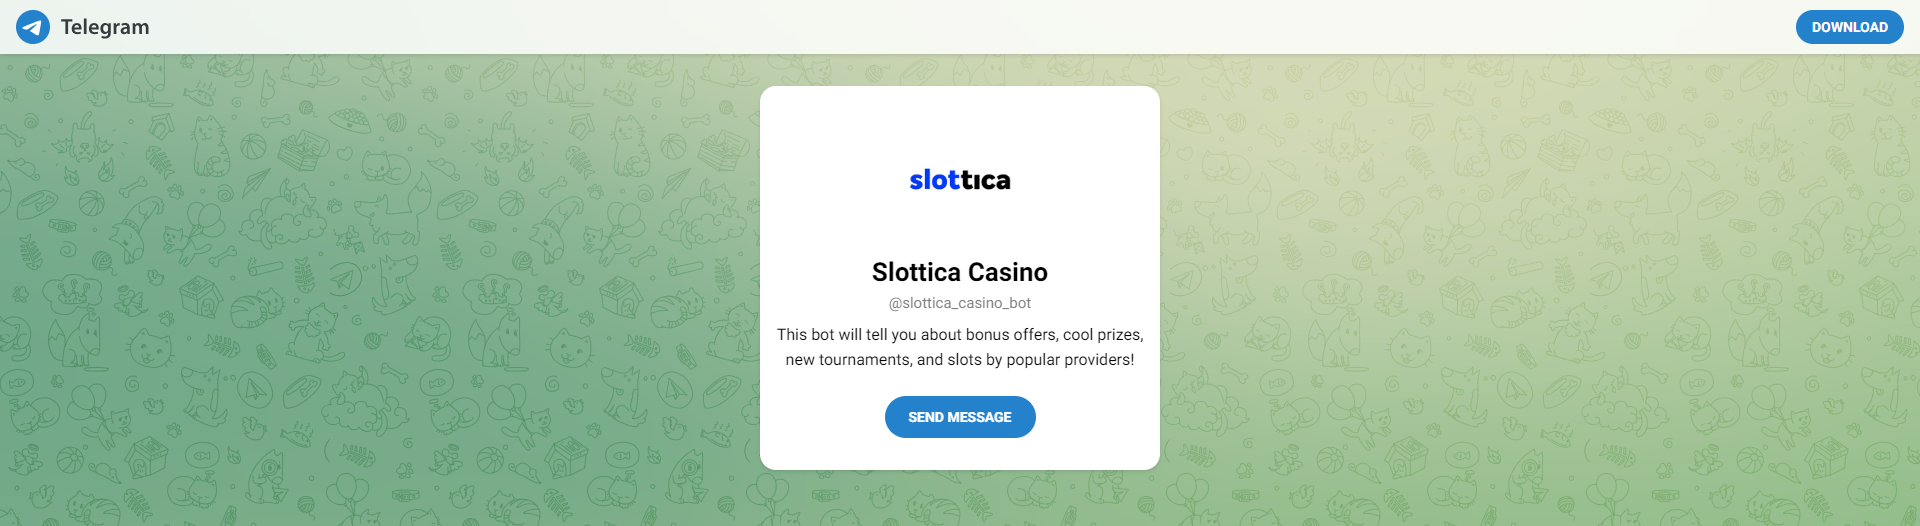 Telegram
DOWNLOAD
slottica
Slottica Casino
@slottica_casino_bot
This bot will tell you about bonus offers, cool prizes,
new tournaments, and slots by popular providers!
SEND MESSAGE